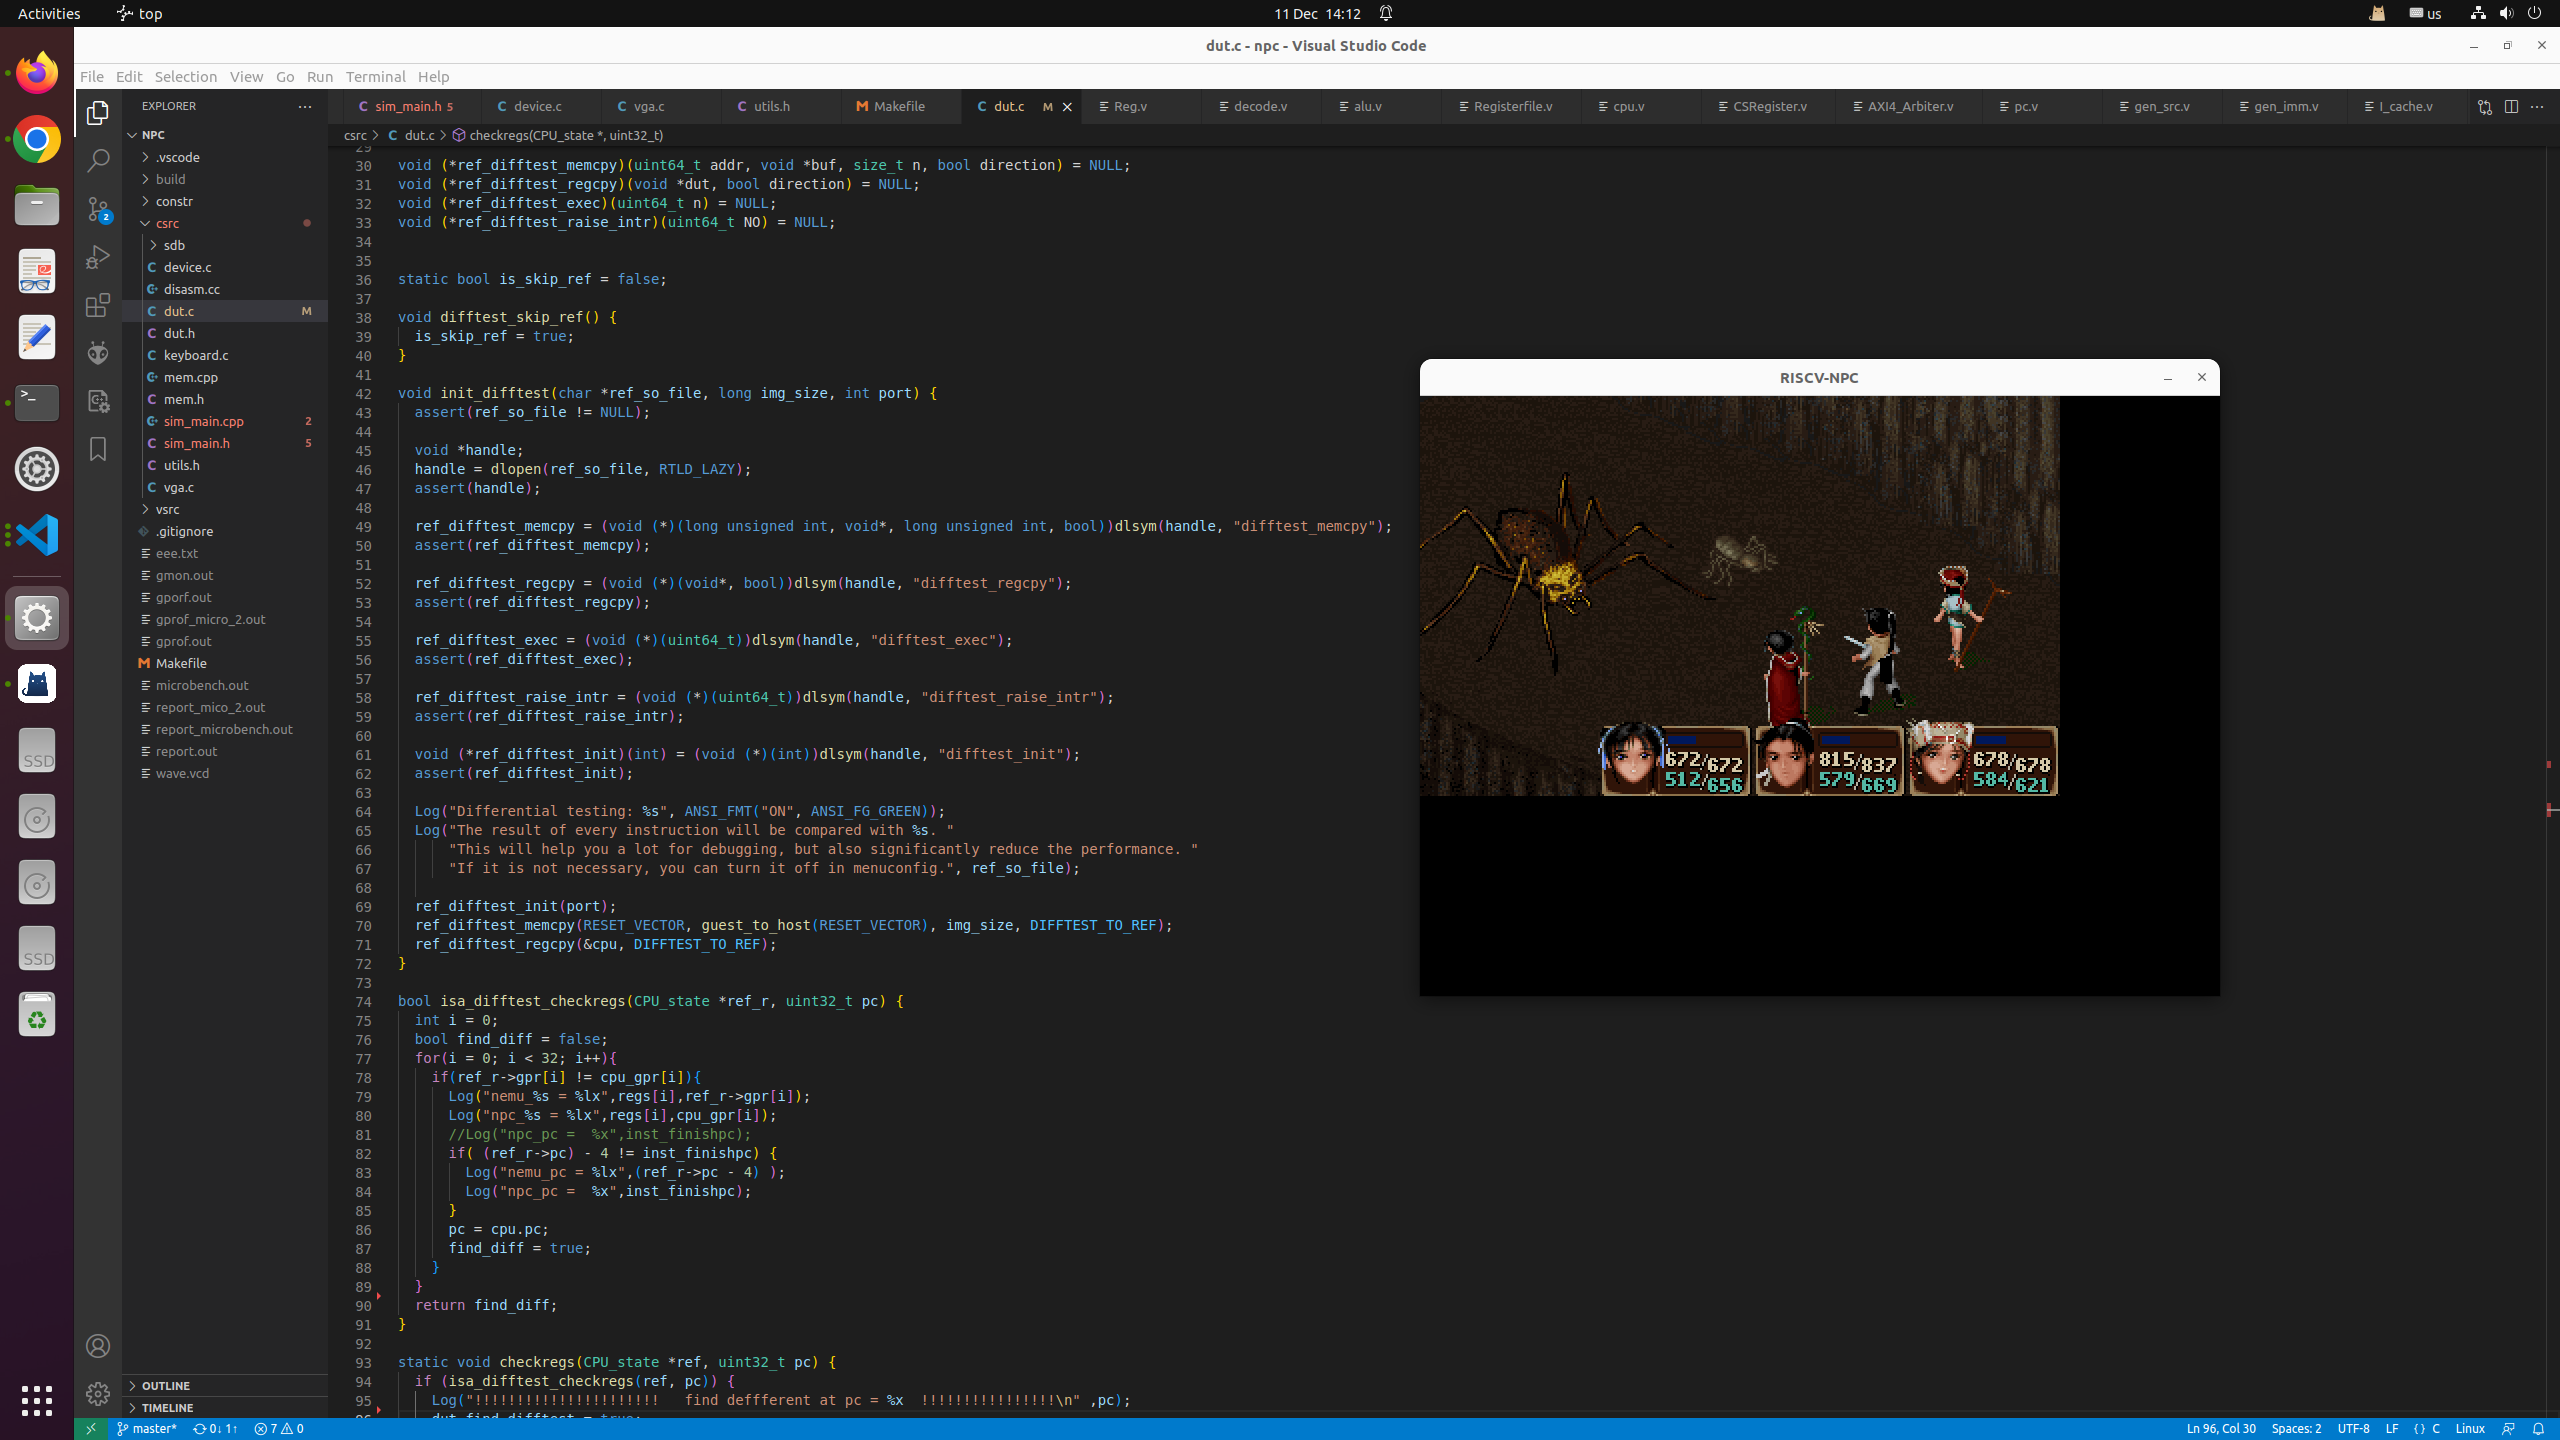 Activities
top
11 Dec 14:12
us
dut.c - npc - Visual Studio Code
File Edit Selection View Go Run Terminal Help
EXPLORER
NPC
.vscode
build
constr
csrc
sdb
device.c
disasm.cc
dut.c M
dut.h
keyboard.c
mem.cpp
mem.h
sim_main.cpp 2
sim_main.h 5
utils.h
vga.c
vsrc
.gitignore
eee.txt
gmon.out
gporf.out
gprof_micro_2.out
gprof.out
Makefile
microbench.out
report_mico_2.out
report_microbench.out
report.out
wave.vcd
OUTLINE
TIMELINE
2
SSD
SSD
sim_main.h 5
device.c
vga.c
utils.h
Makefile
dut.c M
Reg.v
decode.v
alu.v
Registerfile.v
cpu.v
CSRegister.v
AXI4_Arbiter.v
pc.v
gen_src.v
gen_imm.v
I_cache.v
csrc > C dut.c > checkregs(CPU_state *, uint32_t)
29
30 void (*ref_difftest_memcpy)(uint64_t addr, void *buf, size_t n, bool direction) = NULL;
31 void (*ref_difftest_regcpy)(void *dut, bool direction) = NULL;
32 void (*ref_difftest_exec)(uint64_t n) = NULL;
33 void (*ref_difftest_raise_intr)(uint64_t NO) = NULL;
34
35
36 static bool is_skip_ref = false;
37
38 void difftest_skip_ref() {
39 is_skip_ref = true;
40 }
41
42 void init_difftest(char *ref_so_file, long img_size, int port) {
43 assert(ref_so_file != NULL);
44
45 void *handle;
46 handle = dlopen(ref_so_file, RTLD_LAZY);
47 assert(handle);
48
49 ref_difftest_memcpy = (void (*)(long unsigned int, void*, long unsigned int, bool))dlsym(handle, "difftest_memcpy");
50 assert(ref_difftest_memcpy);
51
52 ref_difftest_regcpy = (void (*)(void*, bool))dlsym(handle, "difftest_regcpy");
53 assert(ref_difftest_regcpy);
54
55 ref_difftest_exec = (void (*)(uint64_t))dlsym(handle, "difftest_exec");
56 assert(ref_difftest_exec);
57
58 ref_difftest_raise_intr = (void (*)(uint64_t))dlsym(handle, "difftest_raise_intr");
59 assert(ref_difftest_raise_intr);
60
61 void (*ref_difftest_init)(int) = (void (*)(int))dlsym(handle, "difftest_init");
62 assert(ref_difftest_init);
63
64 Log("Differential testing: %s", ANSI_FMT("ON", ANSI_FG_GREEN));
65 Log("The result of every instruction will be compared with %s. "
66 "This will help you a lot for debugging, but also significantly reduce the performance. "
67 "If it is not necessary, you can turn it off in menuconfig.", ref_so_file);
68
69 ref_difftest_init(port);
70 ref_difftest_memcpy(RESET_VECTOR, guest_to_host(RESET_VECTOR), img_size, DIFFTEST_TO_REF);
71 ref_difftest_regcpy(&cpu, DIFFTEST_TO_REF);
72 }
73
74 bool isa_difftest_checkregs(CPU_state *ref_r, uint32_t pc) {
75 int i = 0;
76 bool find_diff = false;
77 for(i = 0; i < 32; i++){
78 if(ref_r->gpr[i] != cpu_gpr[i]){
79 Log("nemu_%s = %lx",regs[i],ref_r->gpr[i]);
80 Log("npc_%s = %lx",regs[i],cpu_gpr[i]);
81 //Log("npc_pc =  %x",inst_finishpc);
82 if( (ref_r->pc) - 4 != inst_finishpc) {
83 Log("nemu_pc = %lx",(ref_r->pc - 4) );
84 Log("npc_pc =  %x",inst_finishpc);
85 }
86 pc = cpu.pc;
87 find_diff = true;
88 }
89 }
90 return find_diff;
91 }
92
93 static void checkregs(CPU_state *ref, uint32_t pc) {
94 if (isa_difftest_checkregs(ref, pc)) {
95 Log("!!!!!!!!!!!!!!!!!!!!!!   find deffferent at pc = %x  !!!!!!!!!!!!!!!!\n" ,pc);
RISCV-NPC
672/672
512/656
815/837
579/669
678/678
584/621
master* 0↓ 1↑ 7 0
Ln 96, Col 30 Spaces: 2 UTF-8 LF {} C Linux